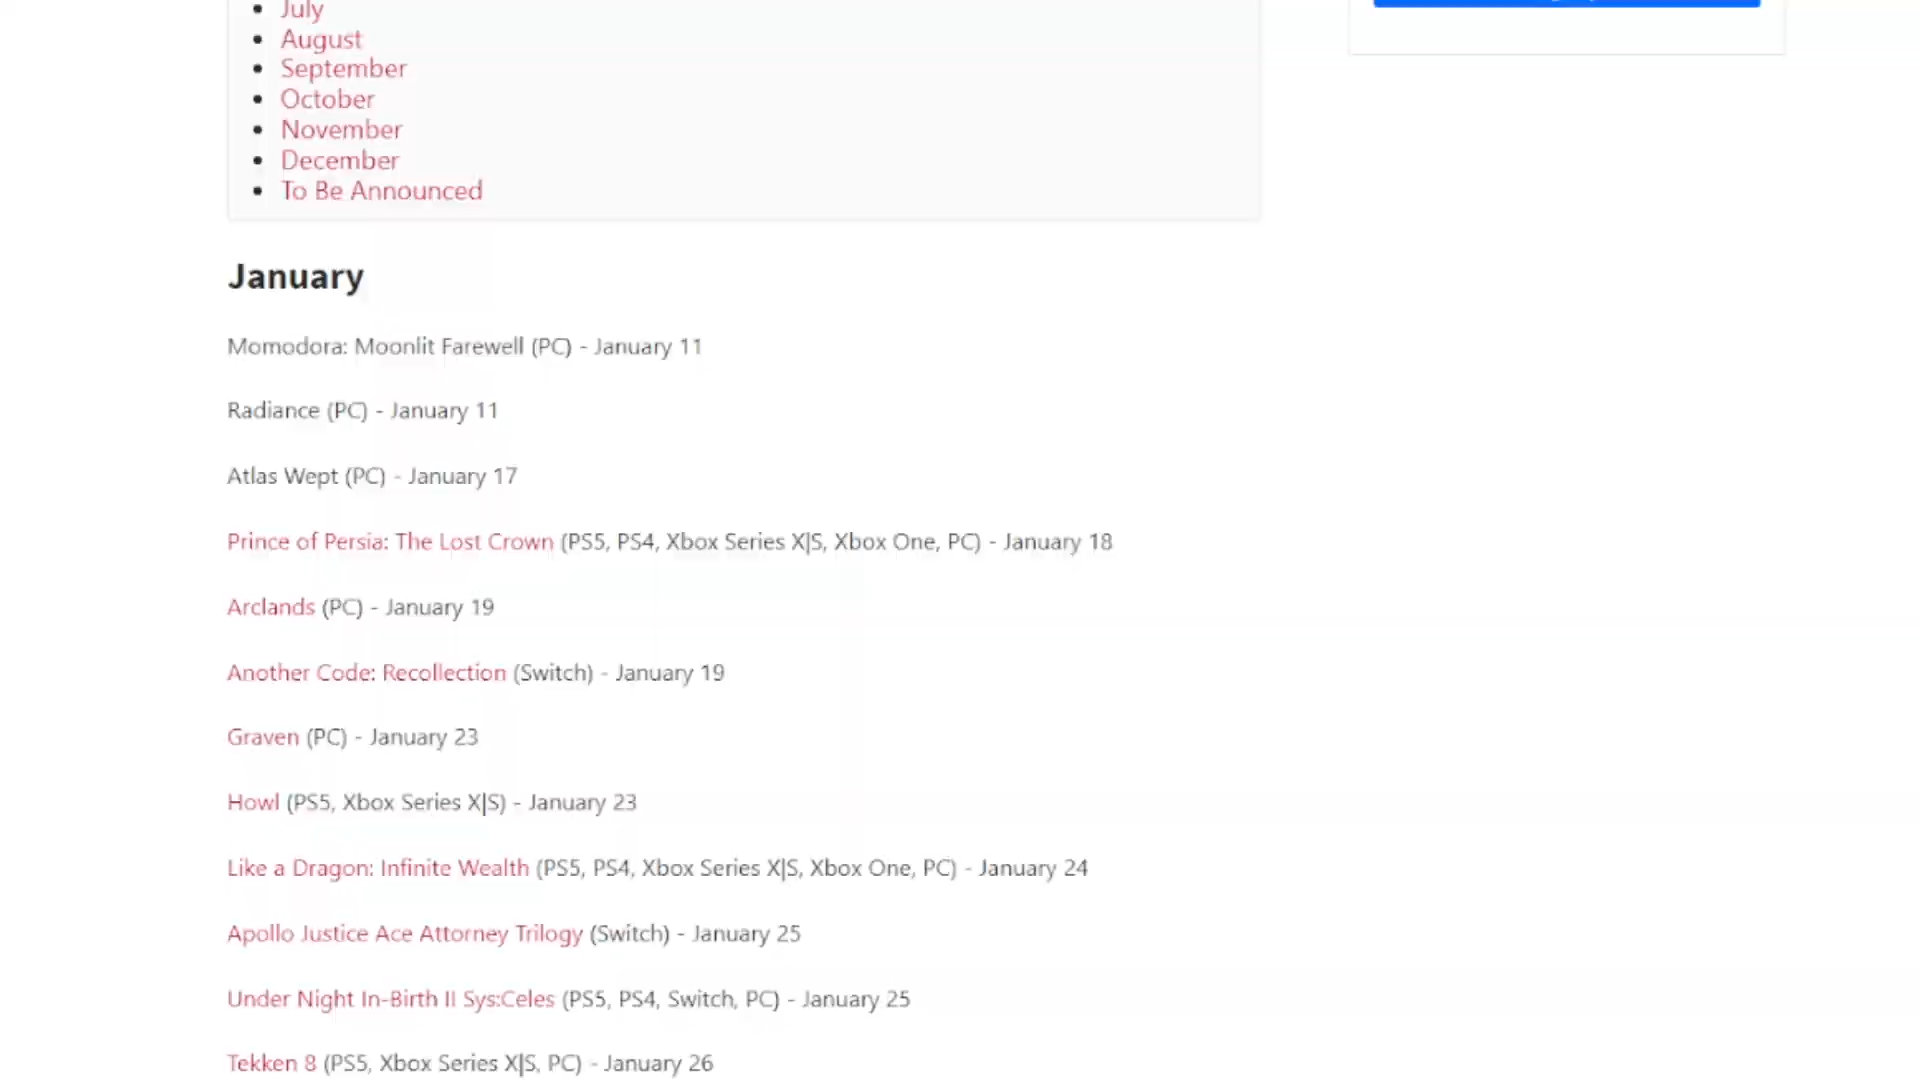 July
August
September
October
November
December
To Be Announced
January
Momodora: Moonlit Farewell (PC) - January 11
Radiance (PC) - January 11
Atlas Wept (PC) - January 17
Prince of Persia: The Lost Crown (PS5, PS4, Xbox Series X|S, Xbox One, PC) - January 18
Arclands (PC) - January 19
Another Code: Recollection (Switch) - January 19
Graven (PC) - January 23
Howl (PS5, Xbox Series X|S) - January 23
Like a Dragon: Infinite Wealth (PS5, PS4, Xbox Series X|S, Xbox One, PC) - January 24
Apollo Justice Ace Attorney Trilogy (Switch) - January 25
Under Night In-Birth II Sys:Celes (PS5, PS4, Switch, PC) - January 25
Tekken 8 (PS5, Xbox Series X|S, PC) - January 26